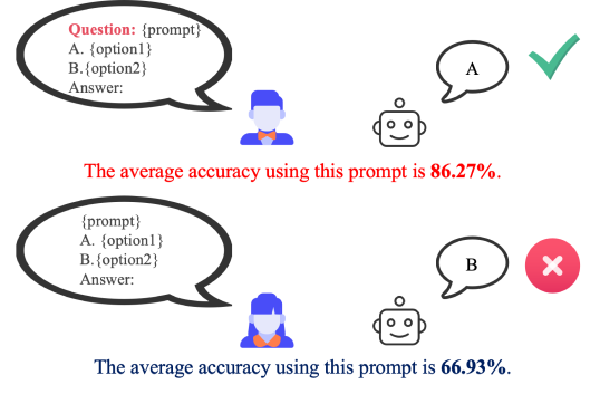 Question: {prompt}
A. {option1}
B.{option2}
Answer:
A
The average accuracy using this prompt is 86.27%.
{prompt}
A. {option1}
B.{option2}
Answer:
B
The average accuracy using this prompt is 66.93%.